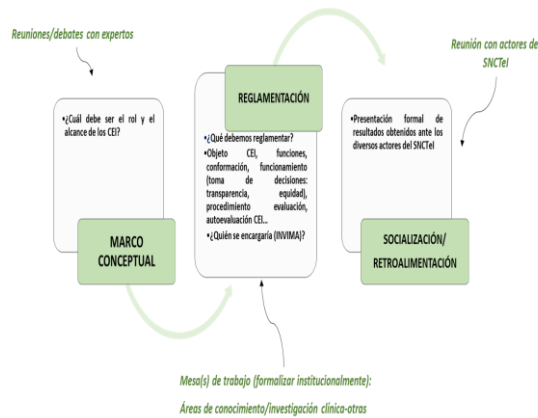 Reuniones/debates con expertos
Reunión con actores de
SNCTeI
•¿Cuál debe ser el rol y el
alcance de los CEI?
MARCO
CONCEPTUAL
REGLAMENTACIÓN
•¿Qué debemos reglamentar?
•Objeto CEI, funciones,
conformación, funcionamiento
(toma de decisiones:
transparencia, equidad),
procedimiento evaluación,
autoevaluación CEI...
•¿Quién se encargaría (INVIMA)?
•Presentación formal de
resultados obtenidos ante los
diversos actores del SNCTeI
SOCIALIZACIÓN/
RETROALIMENTACIÓN
Mesa(s) de trabajo (formalizar institucionalmente):
Áreas de conocimiento/investigación clínica-otras